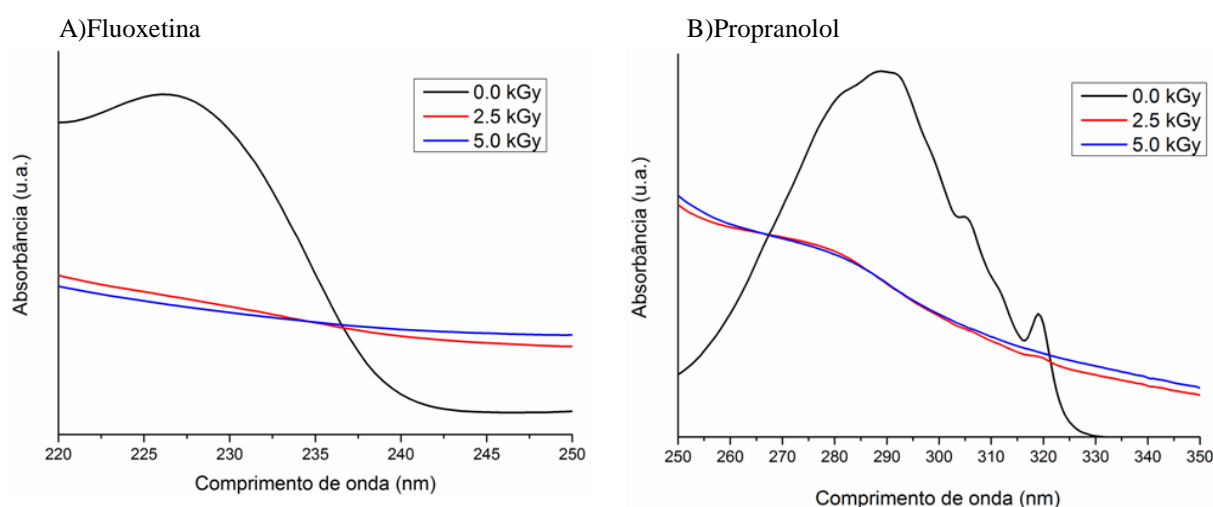 A)Fluoxetina
0.0 kGy
2.5 kGy
5.0 kGy
Absorbância (u.a.)
220 225 230 235 240 245 250
Comprimento de onda (nm)
B)Propranolol
0.0 kGy
2.5 kGy
5.0 kGy
Absorbância (u.a.)
250 260 270 280 290 300 310 320 330 340 350
Comprimento de onda (nm)